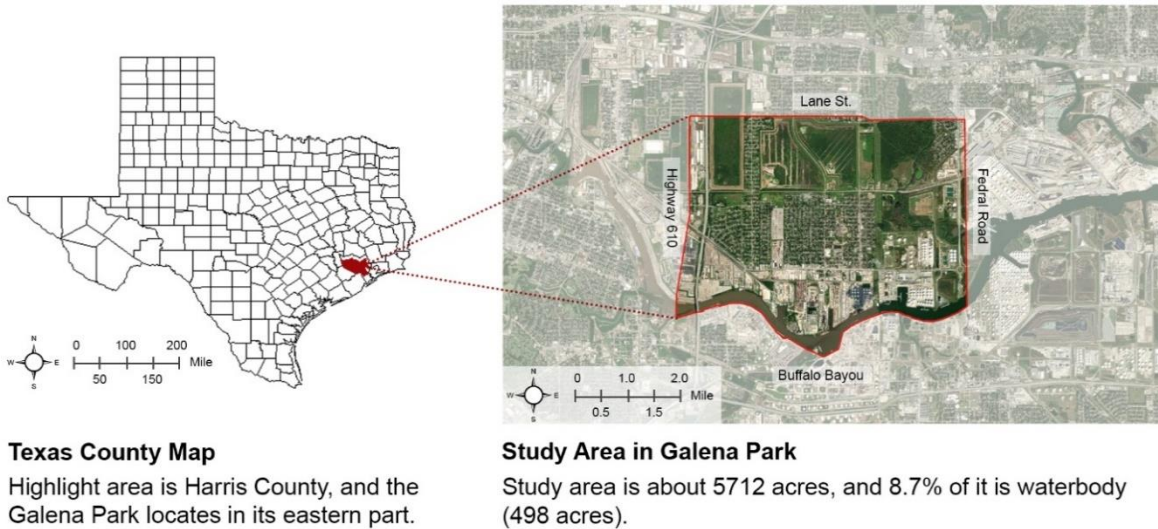 Lane St.
Highway 610
Fedral Road
Buffalo Bayou
N
W E
S
0 100 200
Mile
50 150
N
W E
S
0 1.0 2.0
Mile
0.5 1.5
Texas County Map
Highlight area is Harris County, and the
Galena Park locates in its eastern part.
Study Area in Galena Park
Study area is about 5712 acres, and 8.7% of it is waterbody
(498 acres).